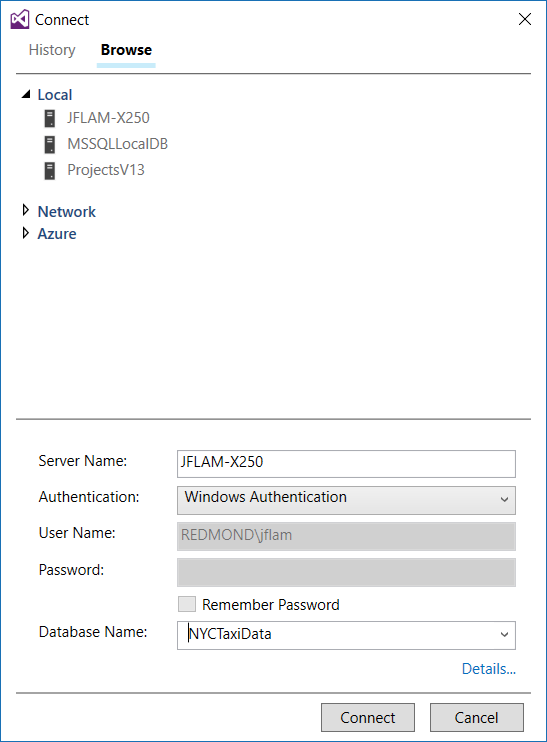 Connect
History Browse
Local
JFLAM-X250
MSSQLLocalDB
ProjectsV13
Network
Azure
Server Name: JFLAM-X250
Authentication: Windows Authentication
User Name: REDMOND\jflam
Password:
Remember Password
Database Name: NYCTaxiData
Details...
Connect Cancel